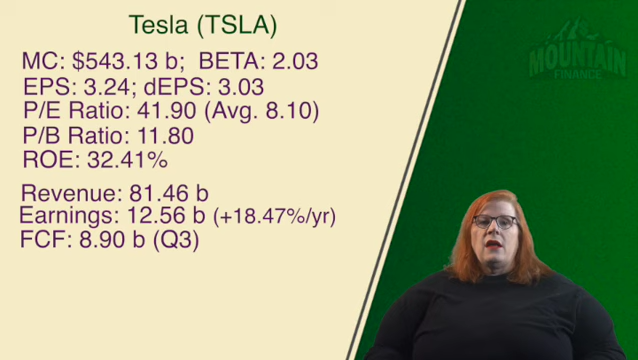 Tesla (TSLA)
MC: $543.13 b;  BETA: 2.03
EPS: 3.24; dEPS: 3.03
P/E Ratio: 41.90 (Avg. 8.10)
P/B Ratio: 11.80
ROE: 32.41%
Revenue: 81.46 b
Earnings: 12.56 b (+18.47%/yr)
FCF: 8.90 b (Q3)
MOUNTAIN
FINANCE